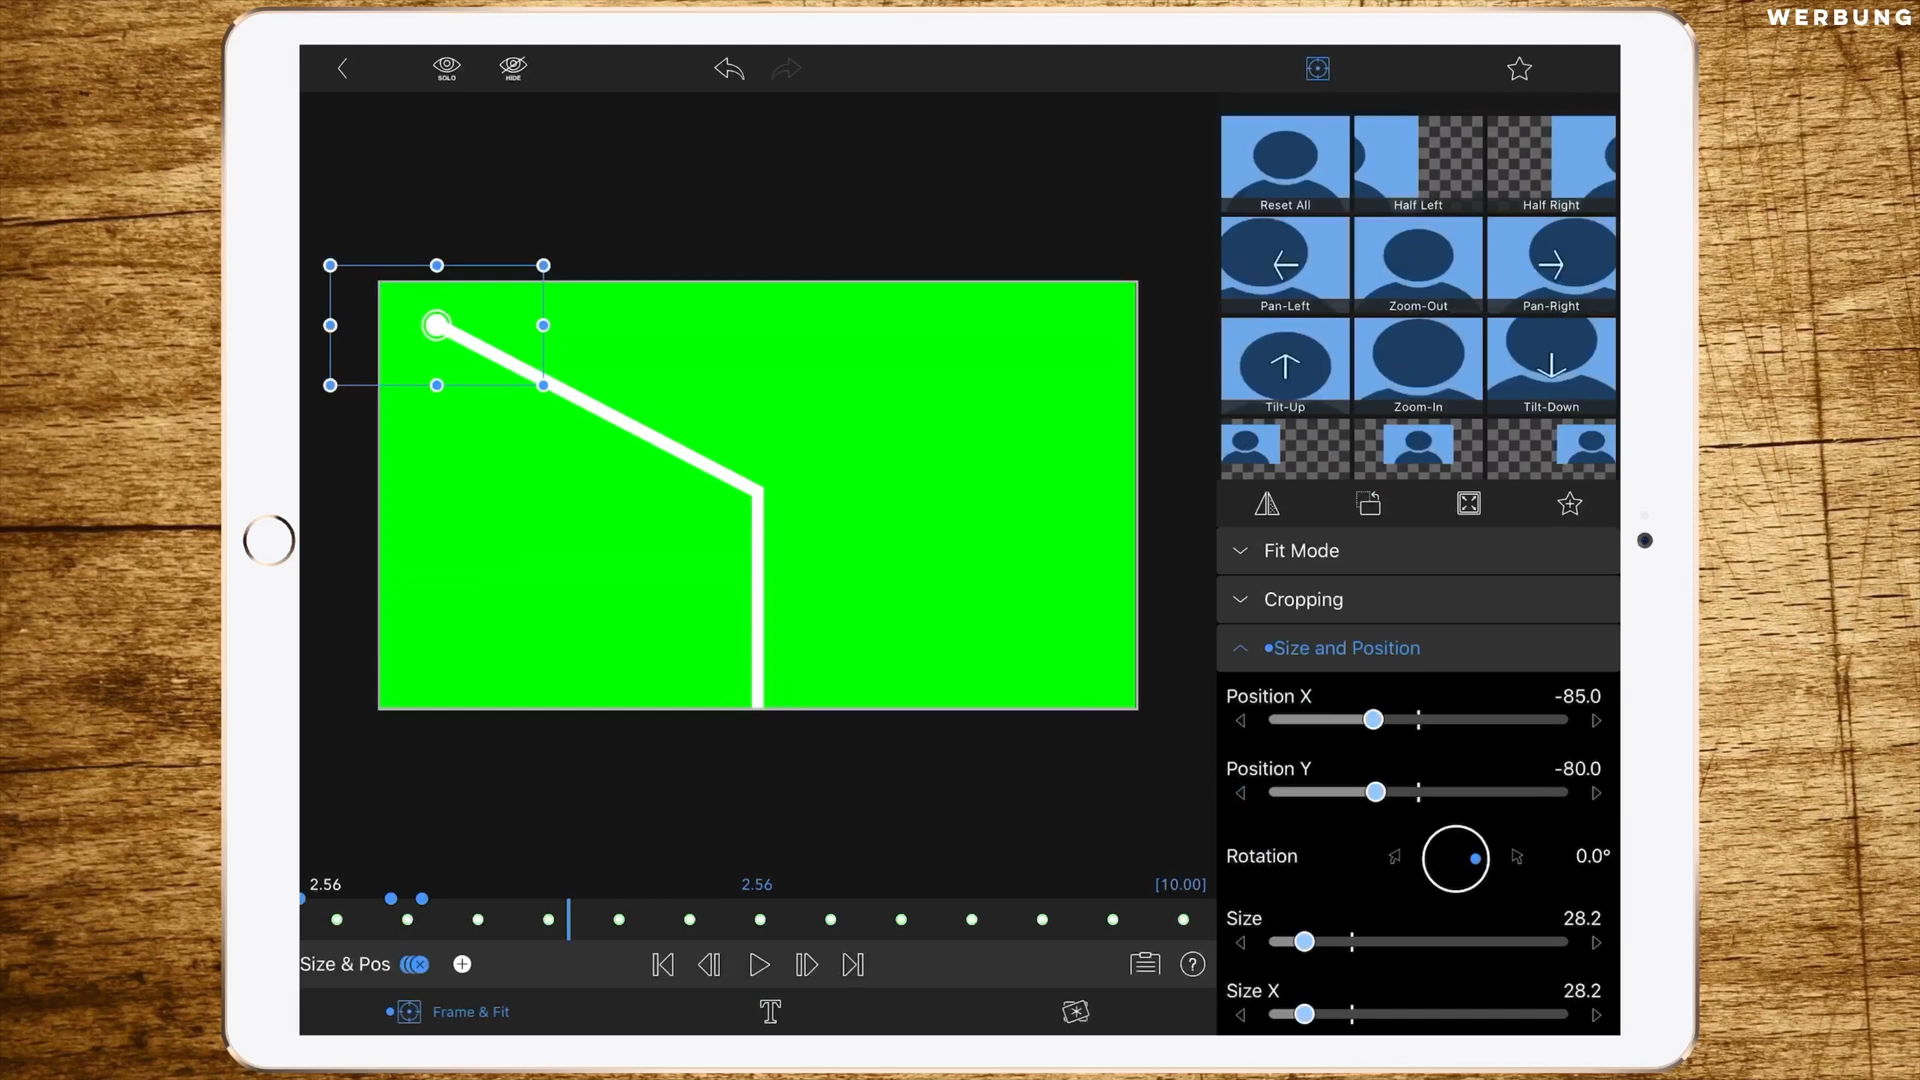 WERBUNG
SOLO
HIDE
Reset All
Half Left
Half Right
Pan-Left
Zoom-Out
Pan-Right
Tilt-Up
Zoom-In
Tilt-Down
Fit Mode
Cropping
Size and Position
Position X -85.0
Position Y -80.0
Rotation 0.0°
Size 28.2
Size X 28.2
2.56 2.56 [10.00]
Size & Pos
?
Frame & Fit
T